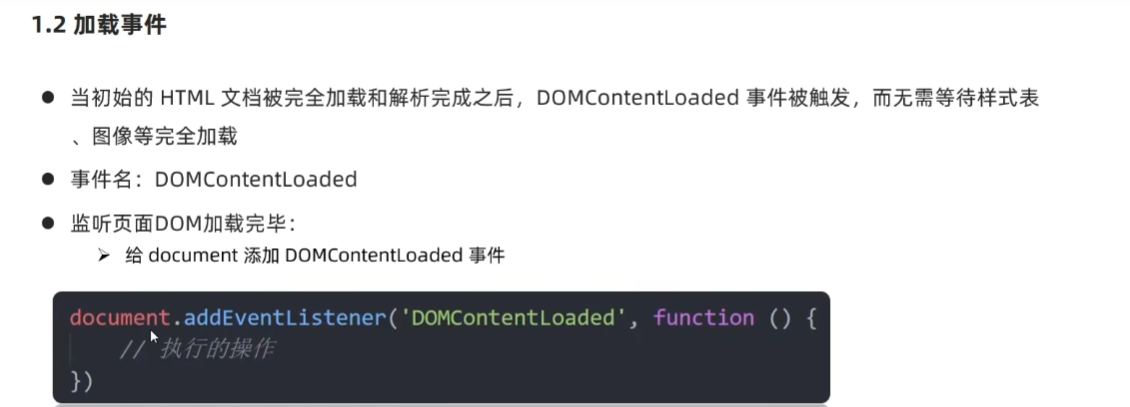 1.2 加载事件
● 当初始的 HTML 文档被完全加载和解析完成之后，DOMContentLoaded 事件被触发，而无需等待样式表
、图像等完全加载
● 事件名：DOMContentLoaded
● 监听页面DOM加载完毕：
➢ 给 document 添加 DOMContentLoaded 事件
document.addEventListener('DOMContentLoaded', function () {
// 执行的操作
})